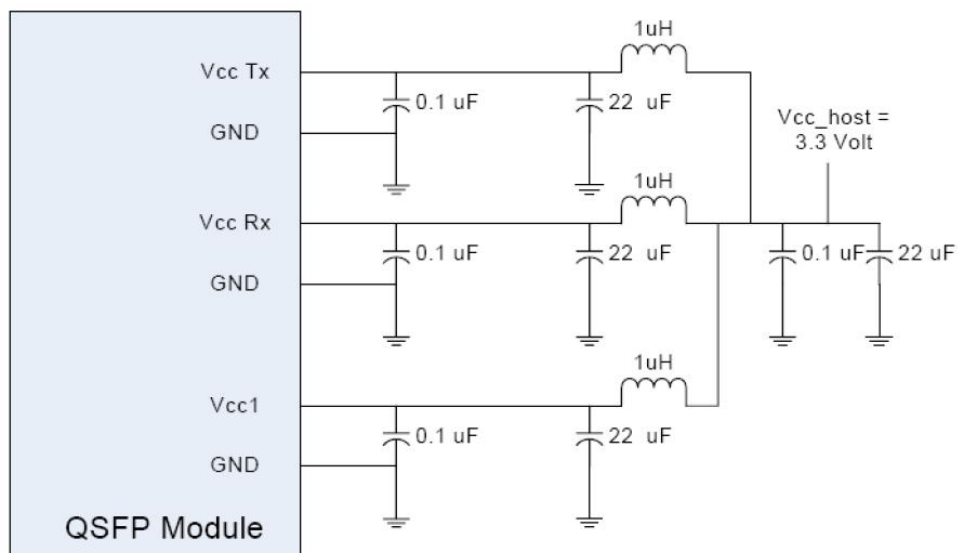 1uH
Vcc Tx
0.1 uF
22 uF
GND
Vcc_host =
3.3 Volt
1uH
Vcc Rx
0.1 uF
22 uF
0.1 uF
22 uF
GND
1uH
Vcc1
0.1 uF
22 uF
GND
QSFP Module